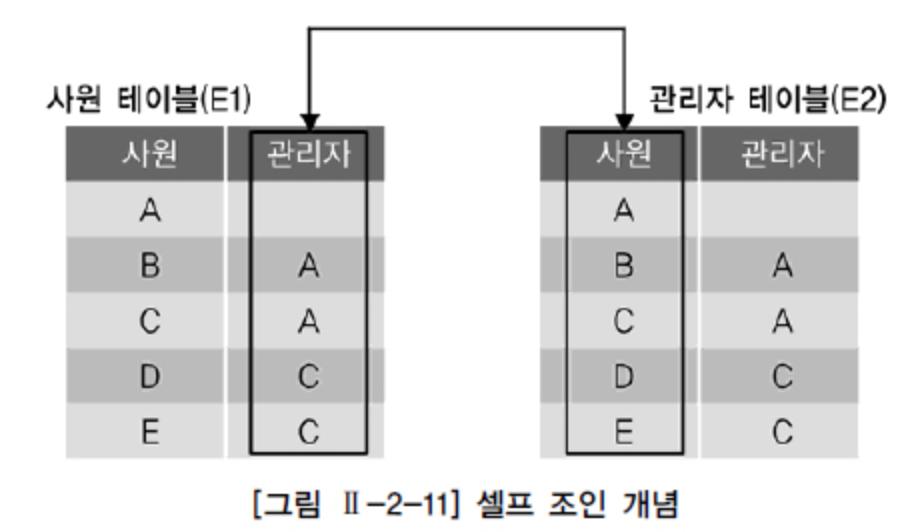 사원 테이블(E1) 관리자 테이블(E2)
사원 관리자 사원 관리자
A A
B A B A
C A C A
D C D C
E C E C
[그림 Ⅱ-2-11] 셀프 조인 개념